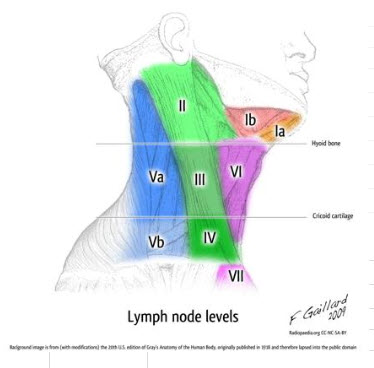 II
Ib
Ia
Hyoid bone
Va
III
VI
Cricoid cartilage
Vb
IV
VII
Lymph node levels
F Gaillard
2009
Radiopaedia.org CC-NC-SA-BY
Background image is from (with modifications) the 20th U.S. edition of Gray's Anatomy of the Human Body, originally published in 1918 and therefore lapsed into the public domain